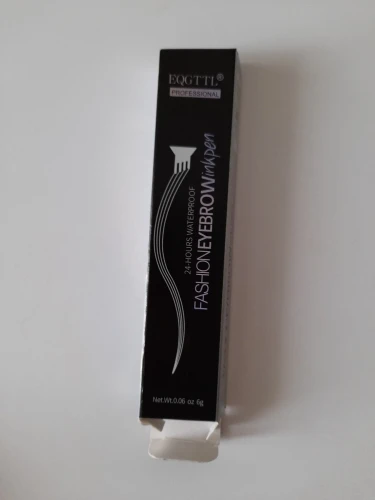 EQGTTL®
PROFESSIONAL
24-HOURS WATERPROOF
FASHIONEYEBROWinkpen
Net.Wt.0.06 oz 6g